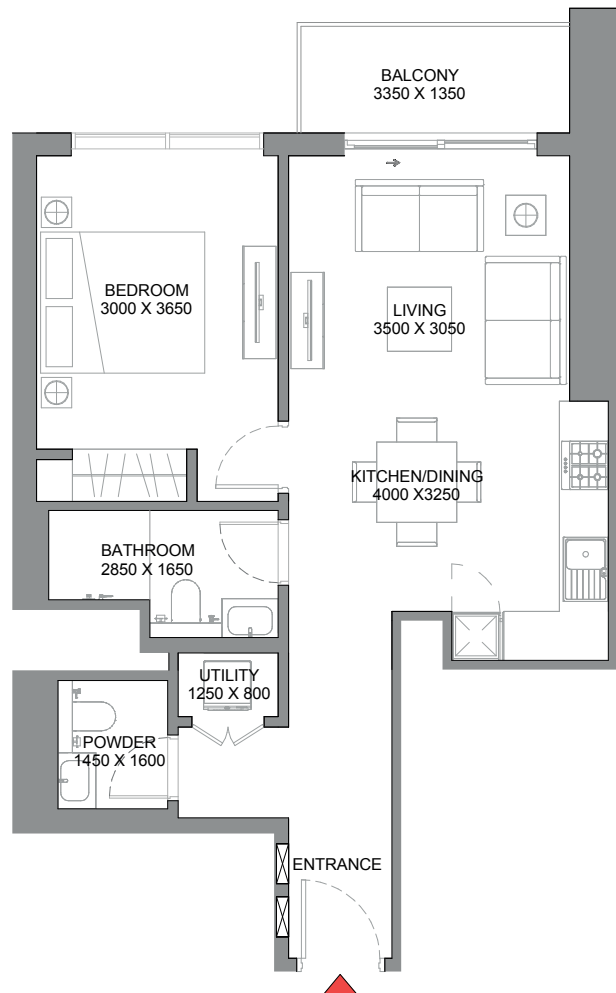 BALCONY
3350 X 1350
BEDROOM
3000 X 3650
LIVING
3500 X 3050
KITCHEN/DINING
4000 X3250
BATHROOM
2850 X 1650
UTILITY
1250 X 800
POWDER
1450 X 1600
ENTRANCE